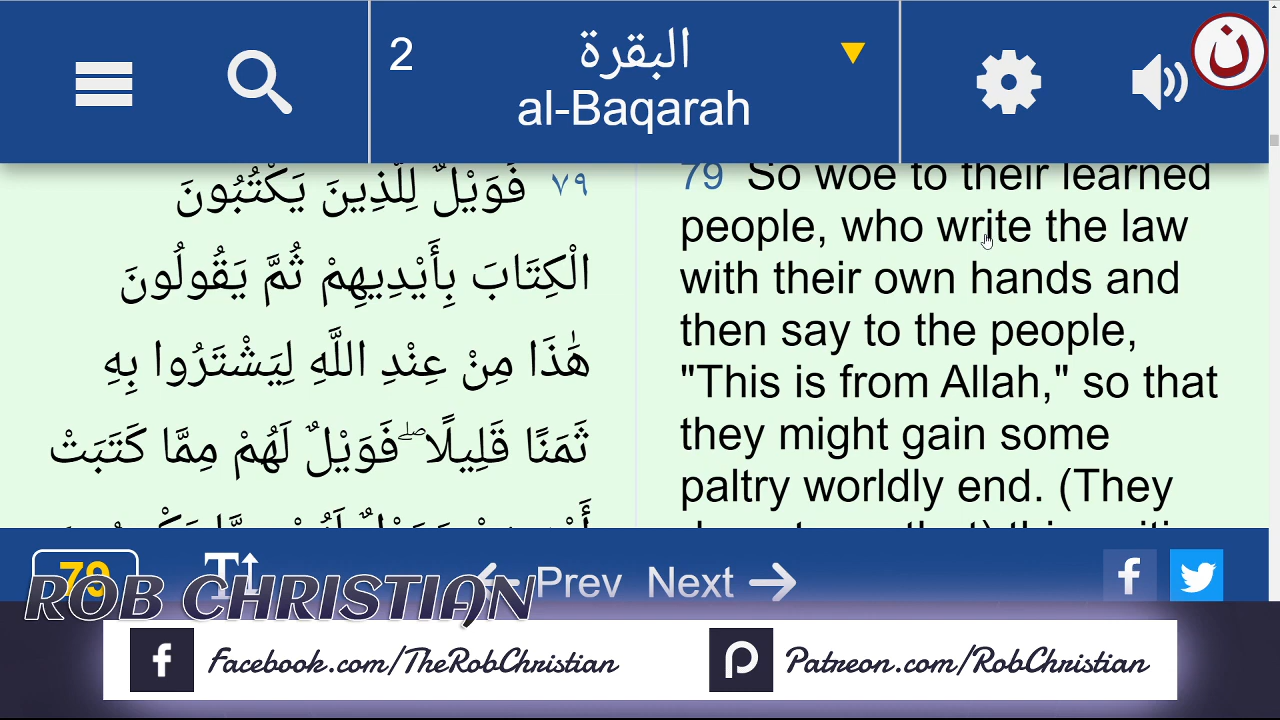 2
البقرة
al-Baqarah
ن
٧٩ فَوَيْلٌ لِلَّذِينَ يَكْتُبُونَ
الْكِتَابَ بِأَيْدِيهِمْ ثُمَّ يَقُولُونَ
هَٰذَا مِنْ عِنْدِ اللَّهِ لِيَشْتَرُوا بِهِ
ثَمَنًا قَلِيلًا ۖ فَوَيْلٌ لَهُمْ مِمَّا كَتَبَتْ
79 So woe to their learned
people, who write the law
with their own hands and
then say to the people,
"This is from Allah," so that
they might gain some
paltry worldly end. (They
79
Prev Next
ROB CHRISTIAN
Facebook.com/TheRobChristian
Patreon.com/RobChristian